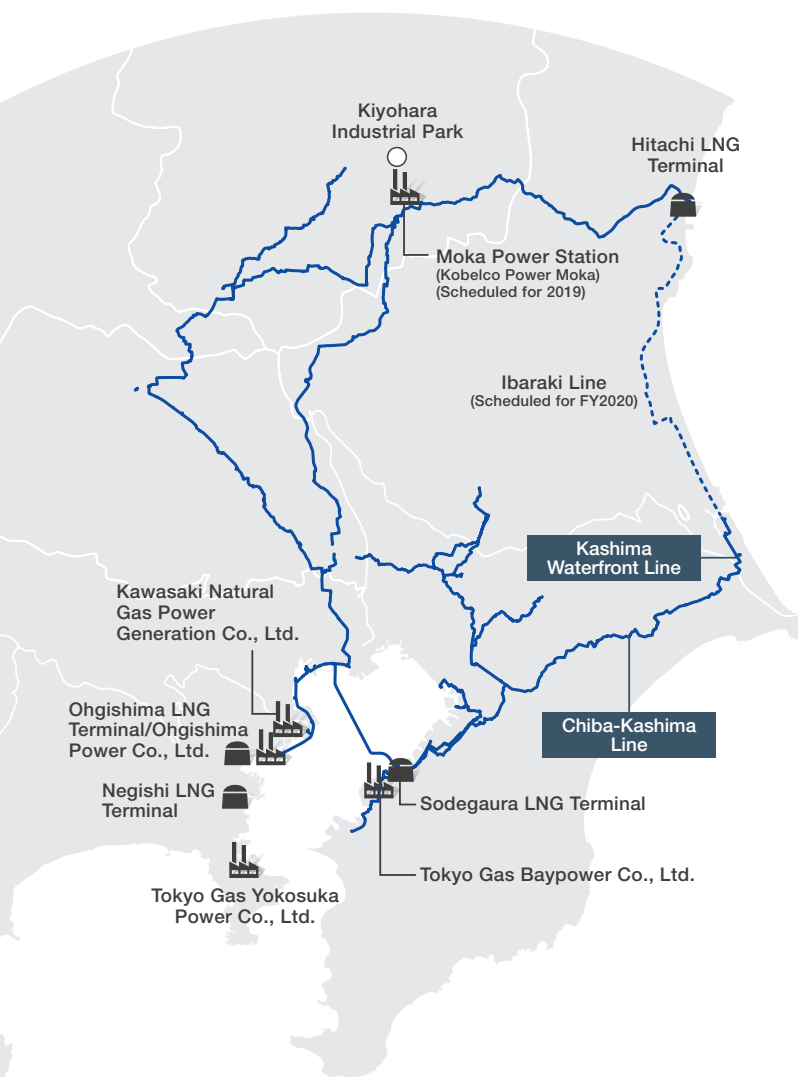 Kiyohara
Industrial Park
Hitachi LNG
Terminal
Moka Power Station
(Kobelco Power Moka)
(Scheduled for 2019)
Ibaraki Line
(Scheduled for FY2020)
Kashima
Waterfront Line
Kawasaki Natural
Gas Power
Generation Co., Ltd.
Ohgishima LNG
Terminal/Ohgishima
Power Co., Ltd.
Chiba-Kashima
Line
Negishi LNG
Terminal
Sodegaura LNG Terminal
Tokyo Gas Baypower Co., Ltd.
Tokyo Gas Yokosuka
Power Co., Ltd.